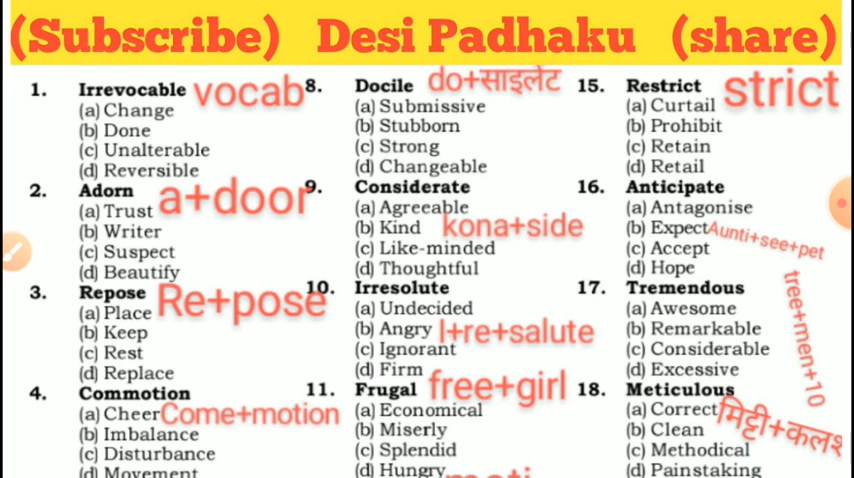 (Subscribe) Desi Padhaku (share)
1. Irrevocable vocab
(a) Change
(b) Done
(c) Unalterable
(d) Reversible
2. Adorn a+door
(a) Trust
(b) Writer
(c) Suspect
(d) Beautify
3. Repose Re+pose
(a) Place
(b) Keep
(c) Rest
(d) Replace
4. Commotion
(a) Cheer Come+motion
(b) Imbalance
(c) Disturbance
(d) Movement
8. Docile do+साइलेंट
(a) Submissive
(b) Stubborn
(c) Strong
(d) Changeable
9. Considerate
(a) Agreeable
(b) Kind kona+side
(c) Like-minded
(d) Thoughtful
10. Irresolute
(a) Undecided
(b) Angry I+re+salute
(c) Ignorant
(d) Firm
11. Frugal free+girl
(a) Economical
(b) Miserly
(c) Splendid
(d) Hungry
15. Restrict strict
(a) Curtail
(b) Prohibit
(c) Retain
(d) Retail
16. Anticipate
(a) Antagonise
(b) Expect Aunti+see+pet
(c) Accept
(d) Hope
17. Tremendous
(a) Awesome
(b) Remarkable
(c) Considerable
(d) Excessive
tree+men+10
18. Meticulous
(a) Correct मिट्टी+कलश
(b) Clean
(c) Methodical
(d) Painstaking